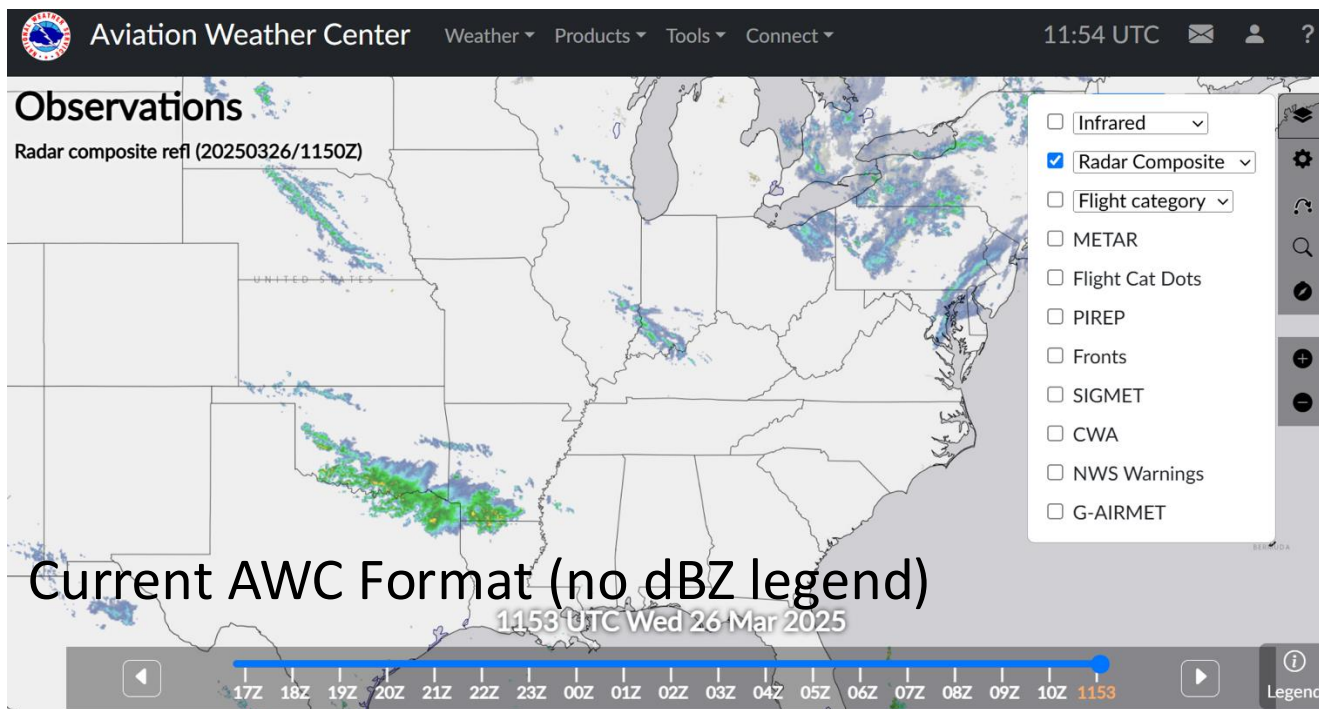 Aviation Weather Center Weather Products Tools Connect 11:54 UTC ?
Observations
Radar composite refl (20250326/1150Z)
Infrared
Radar Composite
Flight category
METAR
Flight Cat Dots
PIREP
Fronts
SIGMET
CWA
NWS Warnings
G-AIRMET
UNITED STATES
BERMUDA
Current AWC Format (no dBZ legend)
1153 UTC Wed 26 Mar 2025
17Z 18Z 19Z 20Z 21Z 22Z 23Z 00Z 01Z 02Z 03Z 04Z 05Z 06Z 07Z 08Z 09Z 10Z 1153
Legend